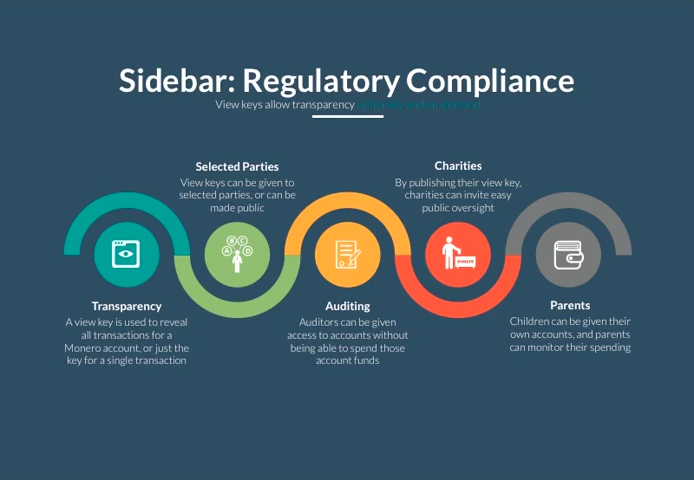 Sidebar: Regulatory Compliance
View keys allow transparency optionally and on demand
Selected Parties
View keys can be given to
selected parties, or can be
made public
Charities
By publishing their view key,
charities can invite easy
public oversight
B C
A D
DONATE
Transparency
A view key is used to reveal
all transactions for a
Monero account, or just the
key for a single transaction
Auditing
Auditors can be given
access to accounts without
being able to spend those
account funds
Parents
Children can be given their
own accounts, and parents
can monitor their spending